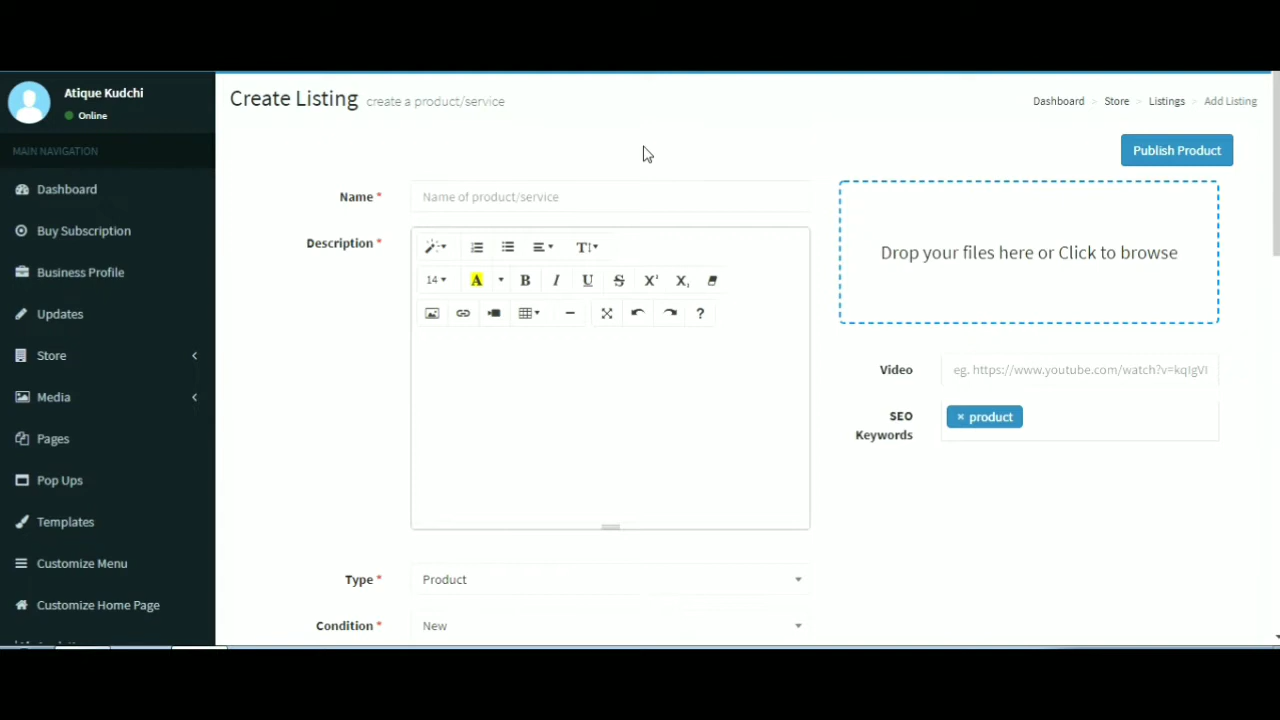 Atique Kudchi
Online
MAIN NAVIGATION
Dashboard
Buy Subscription
Business Profile
Updates
Store
Media
Pages
Pop Ups
Templates
Customize Menu
Customize Home Page
Create Listing create a product/service
Dashboard > Store > Listings > Add Listing
Publish Product
Name *
Name of product/service
Description *
14 A B I U S X² X₂
?
Type *
Product
Condition *
New
Drop your files here or Click to browse
Video
eg. https://www.youtube.com/watch?v=kqIgVI
SEO
Keywords
× product